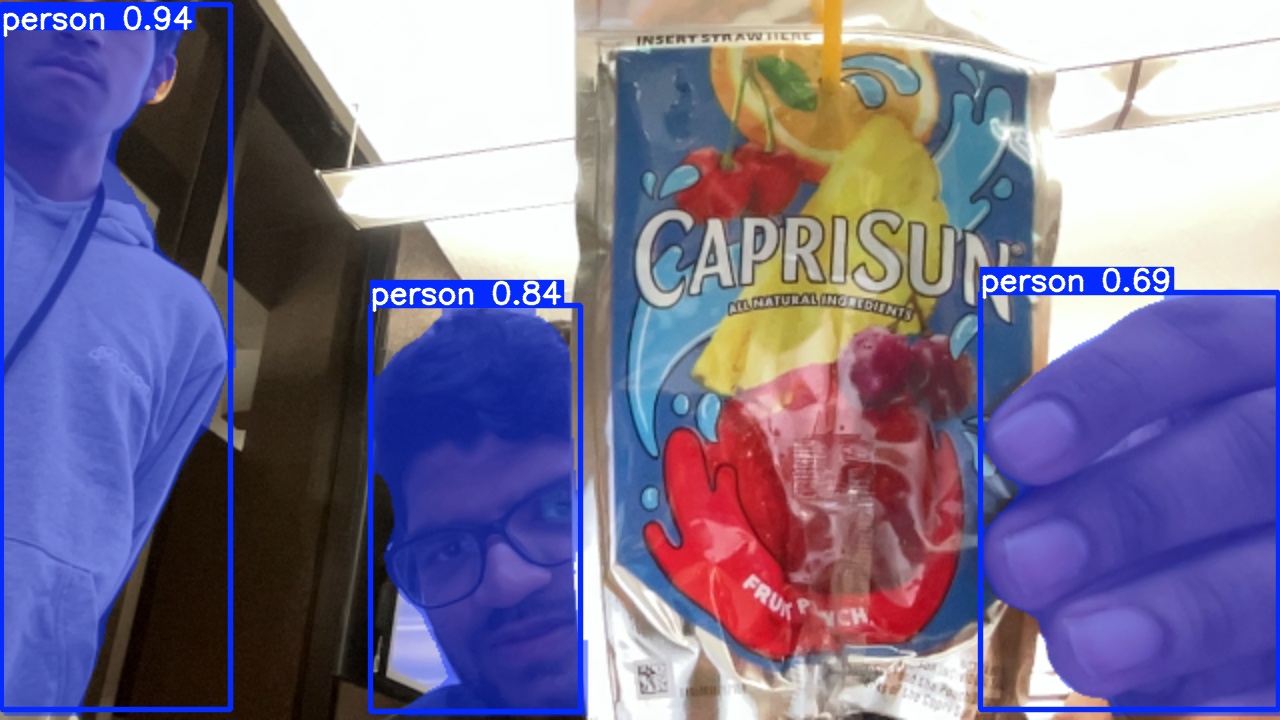 person 0.94
INSERT STRAW HERE
CAPRISUN
ALL NATURAL INGREDIENTS
person 0.69
person 0.84
FRUIT PUNCH